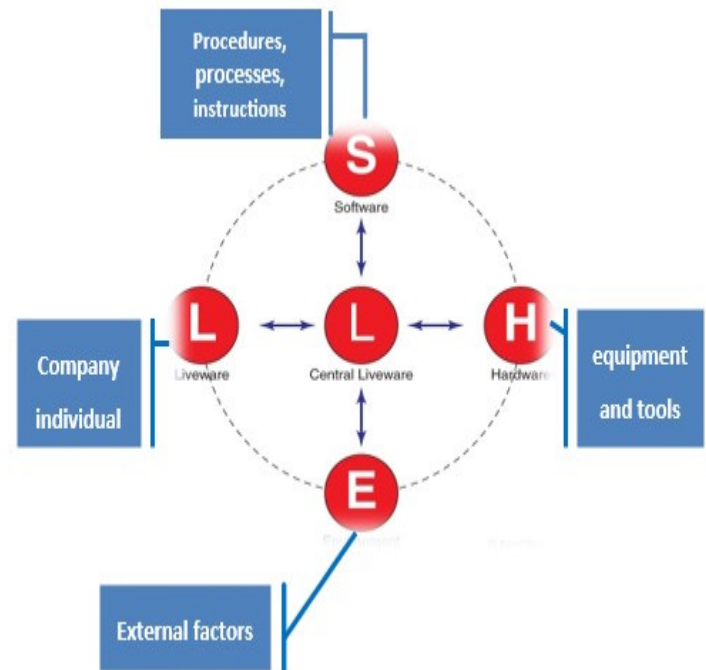 Procedures,
processes,
instructions
S
Software
L
L
H
Liveware
Central Liveware
Hardware
Company
individual
equipment
and tools
E
External factors